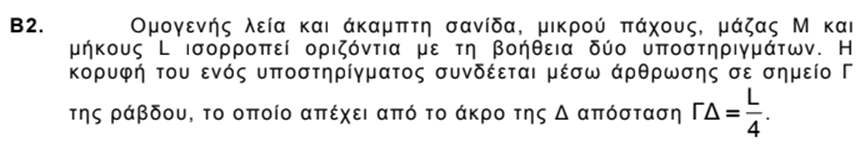 Β2. Ομογενής λεία και άκαμπτη σανίδα, μικρού πάχους, μάζας Μ και
μήκους L ισορροπεί οριζόντια με τη βοήθεια δύο υποστηριγμάτων. Η
κορυφή του ενός υποστηρίγματος συνδέεται μέσω άρθρωσης σε σημείο Γ
της ράβδου, το οποίο απέχει από το άκρο της Δ απόσταση ΓΔ = L/4.